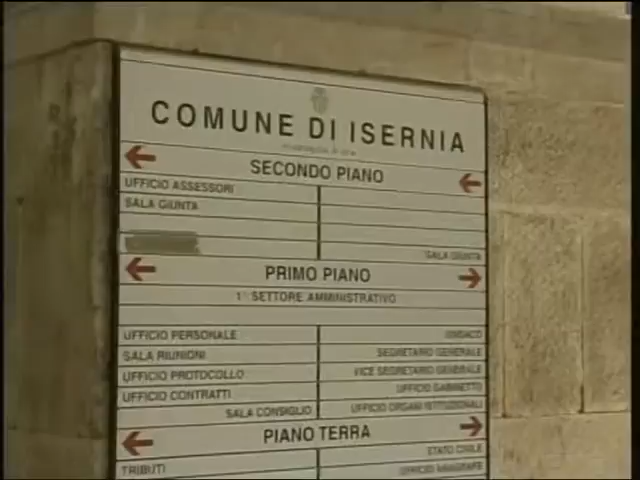 COMUNE DI ISERNIA
SECONDO PIANO
UFFICIO ASSESSORI
SALA GIUNTA
SALA GIUNTA
PRIMO PIANO
1° SETTORE AMMINISTRATIVO
UFFICIO PERSONALE
SINDACO
SALA RIUNIONI
SEGRETARIO GENERALE
UFFICIO PROTOCOLLO
VICE SEGRETARIO GENERALE
UFFICIO CONTRATTI
UFFICIO GABINETTO
SALA CONSIGLIO
UFFICIO ORGANI ISTITUZIONALI
PIANO TERRA
TRIBUTI
STATO CIVILE
UFFICIO ANAGRAFE